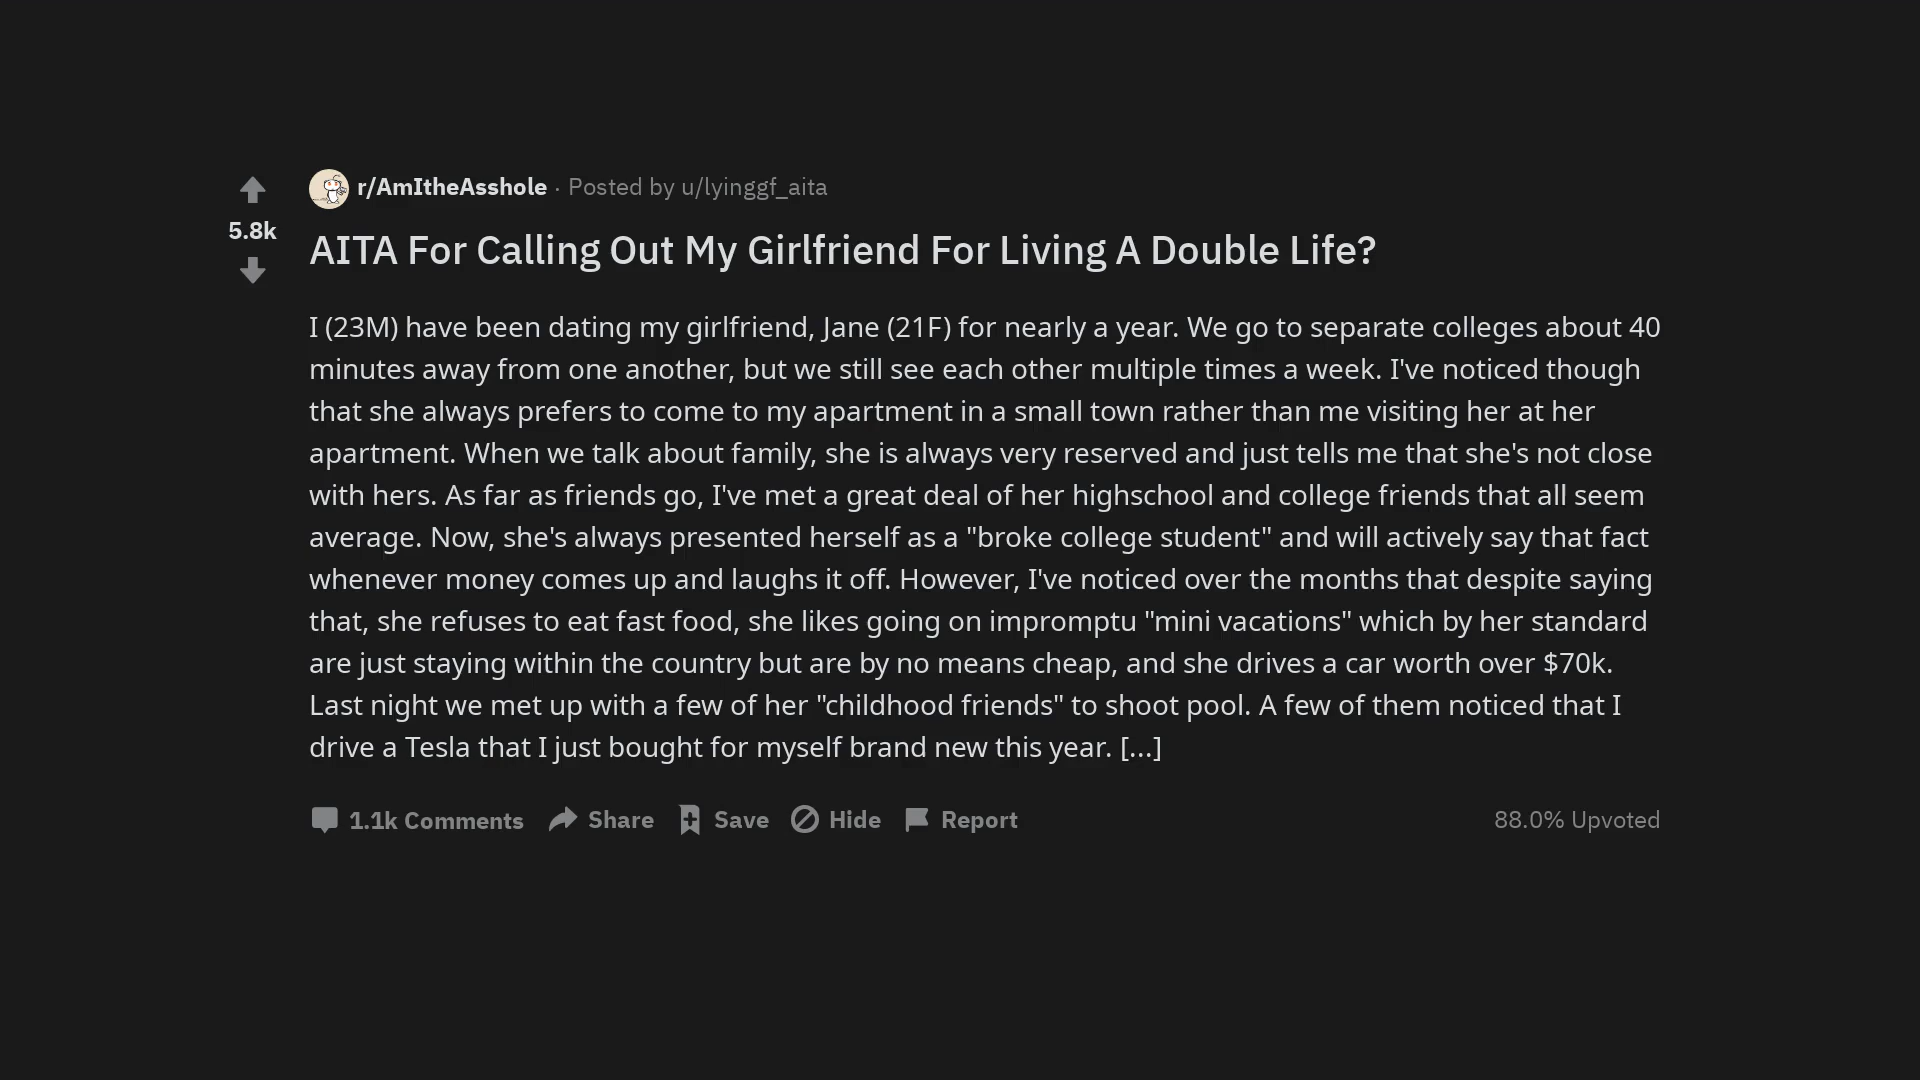 r/AmItheAsshole · Posted by u/lyinggf_aita
5.8k
AITA For Calling Out My Girlfriend For Living A Double Life?
I (23M) have been dating my girlfriend, Jane (21F) for nearly a year. We go to separate colleges about 40
minutes away from one another, but we still see each other multiple times a week. I've noticed though
that she always prefers to come to my apartment in a small town rather than me visiting her at her
apartment. When we talk about family, she is always very reserved and just tells me that she's not close
with hers. As far as friends go, I've met a great deal of her highschool and college friends that all seem
average. Now, she's always presented herself as a "broke college student" and will actively say that fact
whenever money comes up and laughs it off. However, I've noticed over the months that despite saying
that, she refuses to eat fast food, she likes going on impromptu "mini vacations" which by her standard
are just staying within the country but are by no means cheap, and she drives a car worth over $70k.
Last night we met up with a few of her "childhood friends" to shoot pool. A few of them noticed that I
drive a Tesla that I just bought for myself brand new this year. [...]
1.1k Comments Share Save Hide Report 88.0% Upvoted